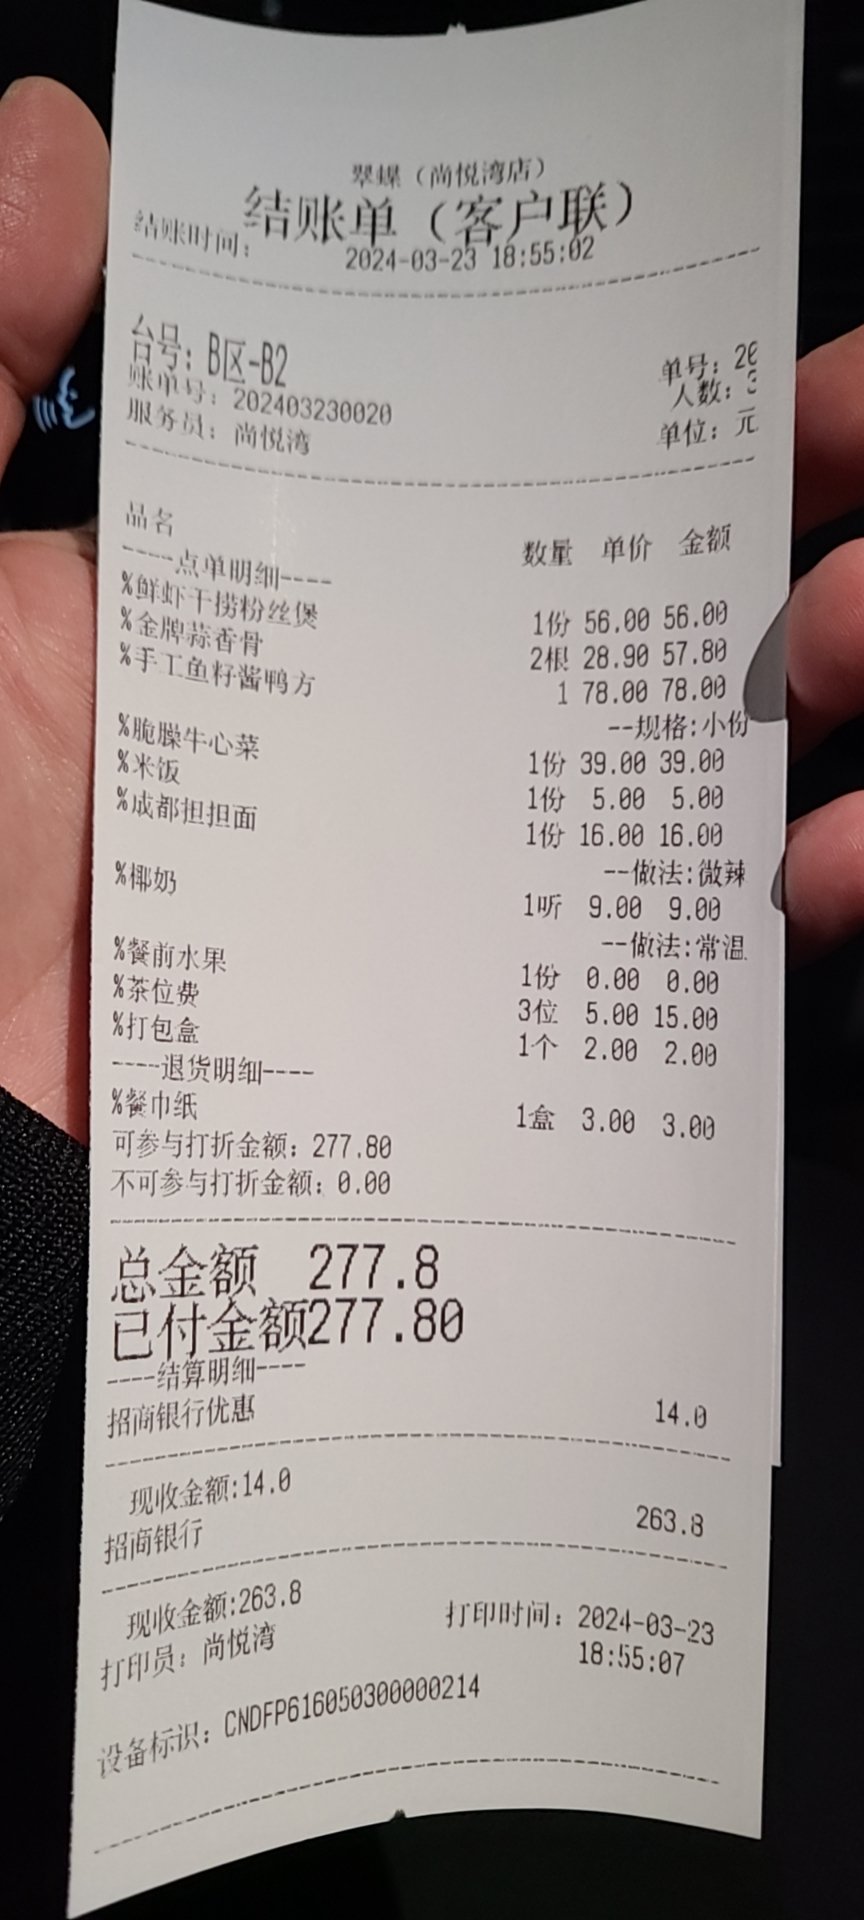 翠蝶（尚悦湾店）
结账单（客户联）
结账时间： 2024-03-23 18:55:02
台号：B区-B2 单号：20
账单号：202403230020 人数：3
服务员：尚悦湾 单位：元
品名 数量 单价 金额
----点单明细----
%鲜虾干捞粉丝煲 1份 56.00 56.00
%金牌蒜香骨 2根 28.90 57.80
%手工鱼籽酱鸭方 1 78.00 78.00
--规格:小份
%脆臊牛心菜 1份 39.00 39.00
%米饭 1份 5.00 5.00
%成都担担面 1份 16.00 16.00
--做法:微辣
%椰奶 1听 9.00 9.00
--做法:常温
%餐前水果 1份 0.00 0.00
%茶位费 3位 5.00 15.00
%打包盒 1个 2.00 2.00
----退货明细----
%餐巾纸 1盒 3.00 3.00
可参与打折金额：277.80
不可参与打折金额：0.00
总金额 277.8
已付金额277.80
----结算明细----
招商银行优惠 14.0
现收金额:14.0
招商银行 263.8
现收金额:263.8
打印员：尚悦湾 打印时间：2024-03-23
18:55:07
设备标识：CNDFP616050300000214